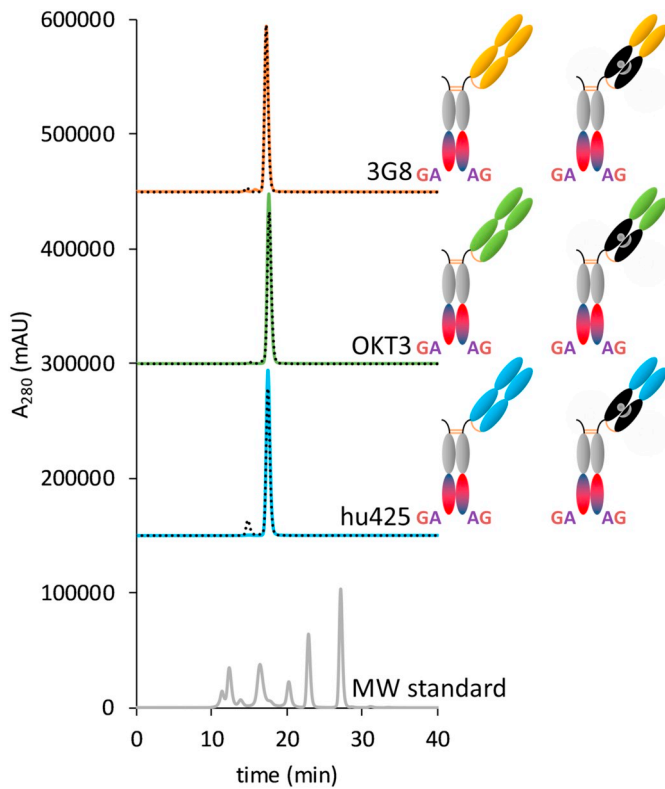 600000
500000
3G8
GA AG GA AG
400000
OKT3
GA AG GA AG
A280 (mAU)
300000
200000
hu425
GA AG GA AG
100000
MW standard
0
0 10 20 30 40
time (min)